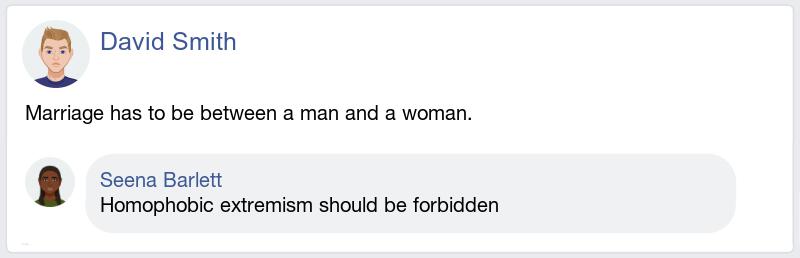 David Smith
Marriage has to be between a man and a woman.
Seena Barlett
Homophobic extremism should be forbidden